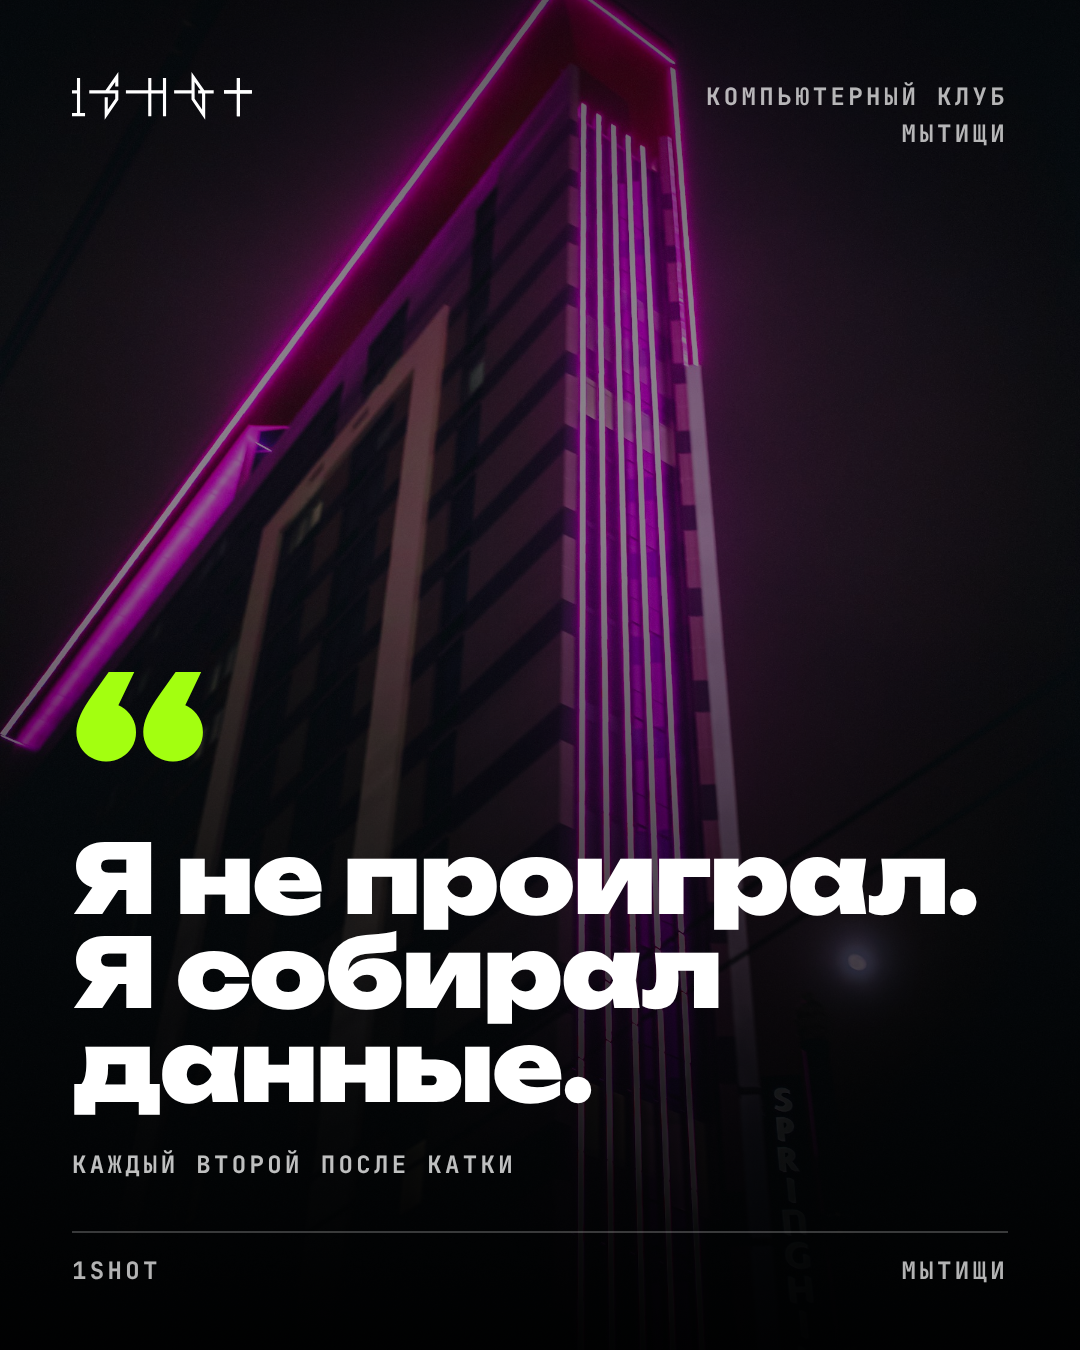 1SHOT
КОМПЬЮТЕРНЫЙ КЛУБ
МЫТИЩИ
“
Я не проиграл.
Я собирал
данные.
КАЖДЫЙ ВТОРОЙ ПОСЛЕ КАТКИ
1SHOT
МЫТИЩИ